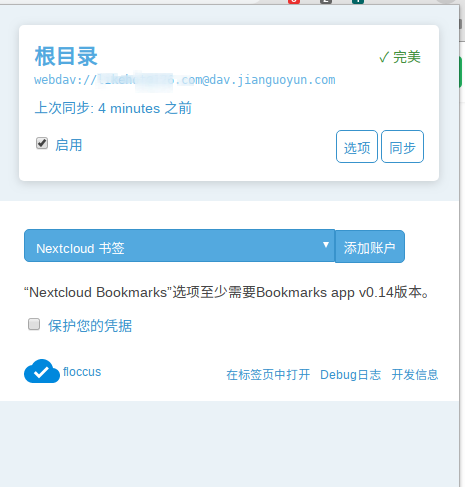 根目录
✓ 完美
webdav://
.com@dav.jianguoyun.com
上次同步: 4 minutes 之前
启用
选项
同步
Nextcloud 书签
添加账户
“Nextcloud Bookmarks”选项至少需要Bookmarks app v0.14版本。
保护您的凭据
floccus
在标签页中打开 Debug日志 开发信息